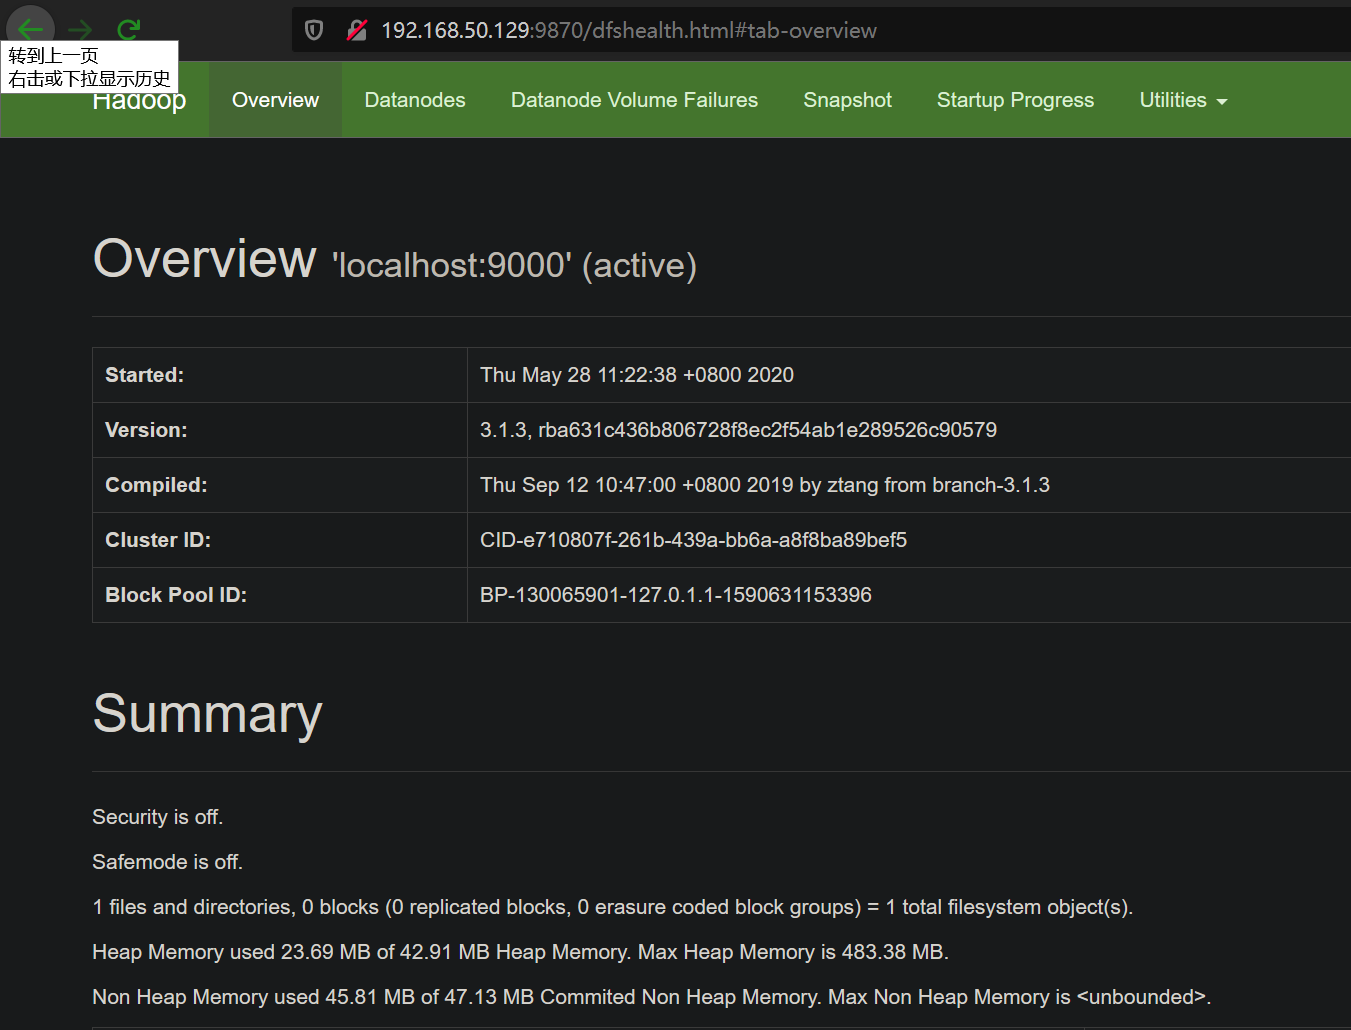 192.168.50.129:9870/dfshealth.html#tab-overview
转到上一页
右击或下拉显示历史
Hadoop Overview Datanodes Datanode Volume Failures Snapshot Startup Progress Utilities
Overview 'localhost:9000' (active)
Started: Thu May 28 11:22:38 +0800 2020
Version: 3.1.3, rba631c436b806728f8ec2f54ab1e289526c90579
Compiled: Thu Sep 12 10:47:00 +0800 2019 by ztang from branch-3.1.3
Cluster ID: CID-e710807f-261b-439a-bb6a-a8f8ba89bef5
Block Pool ID: BP-130065901-127.0.1.1-1590631153396
Summary
Security is off.
Safemode is off.
1 files and directories, 0 blocks (0 replicated blocks, 0 erasure coded block groups) = 1 total filesystem object(s).
Heap Memory used 23.69 MB of 42.91 MB Heap Memory. Max Heap Memory is 483.38 MB.
Non Heap Memory used 45.81 MB of 47.13 MB Commited Non Heap Memory. Max Non Heap Memory is <unbounded>.